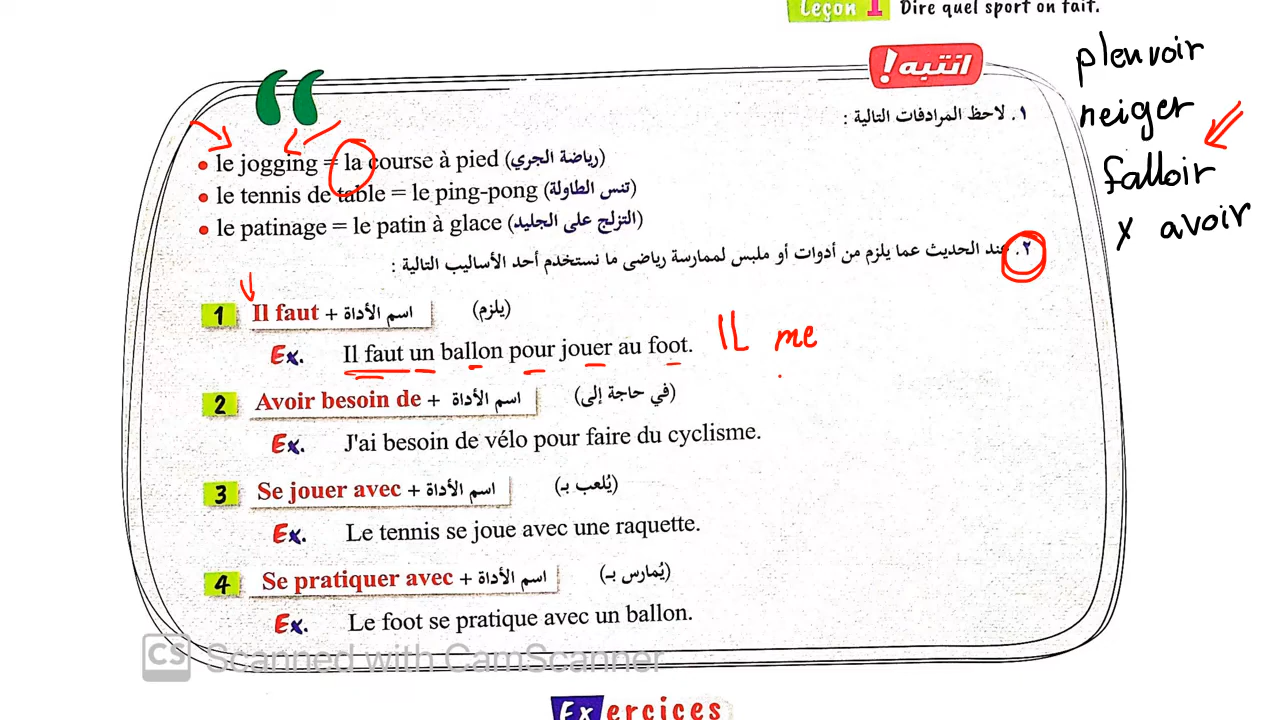 Leçon 1 Dire quel sport on fait.
انتبه!
١. لاحظ المرادفات التالية :
• le jogging = la course à pied (رياضة الجري)
• le tennis de table = le ping-pong (تنس الطاولة)
• le patinage = le patin à glace (التزلج على الجليد)
٢. عند الحديث عما يلزم من أدوات أو ملبس لممارسة رياضى ما نستخدم أحد الأساليب التالية :
1 Il faut + اسم الأداة (يلزم)
Ex. Il faut un ballon pour jouer au foot.
IL me
2 Avoir besoin de + اسم الأداة (في حاجة إلى)
Ex. J'ai besoin de vélo pour faire du cyclisme.
3 Se jouer avec + اسم الأداة (يُلعب بـ)
Ex. Le tennis se joue avec une raquette.
4 Se pratiquer avec + اسم الأداة (يُمارس بـ)
Ex. Le foot se pratique avec un ballon.
pleuvoir
neiger
falloir
x avoir
CS Scanned with CamScanner
Exercices